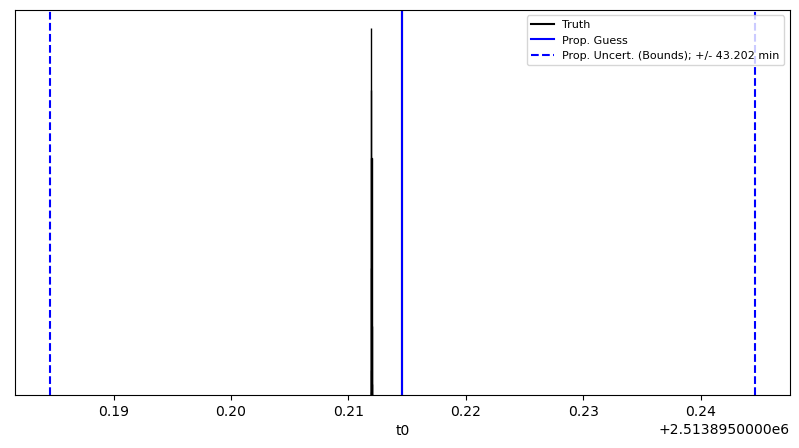 Truth
Prop. Guess
Prop. Uncert. (Bounds); +/- 43.202 min
0.19 0.20 0.21 0.22 0.23 0.24
t0 +2.5138950000e6